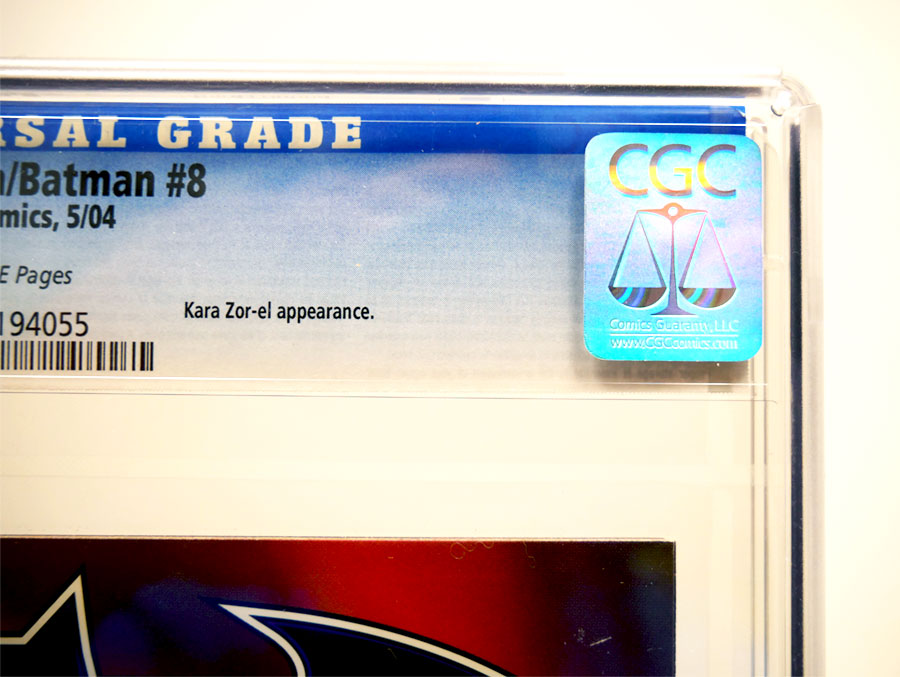 RSAL GRADE
n/Batman #8
mics, 5/04
E Pages
194055
Kara Zor-el appearance.
CGC
Comics Guaranty, LLC
www.CGCcomics.com